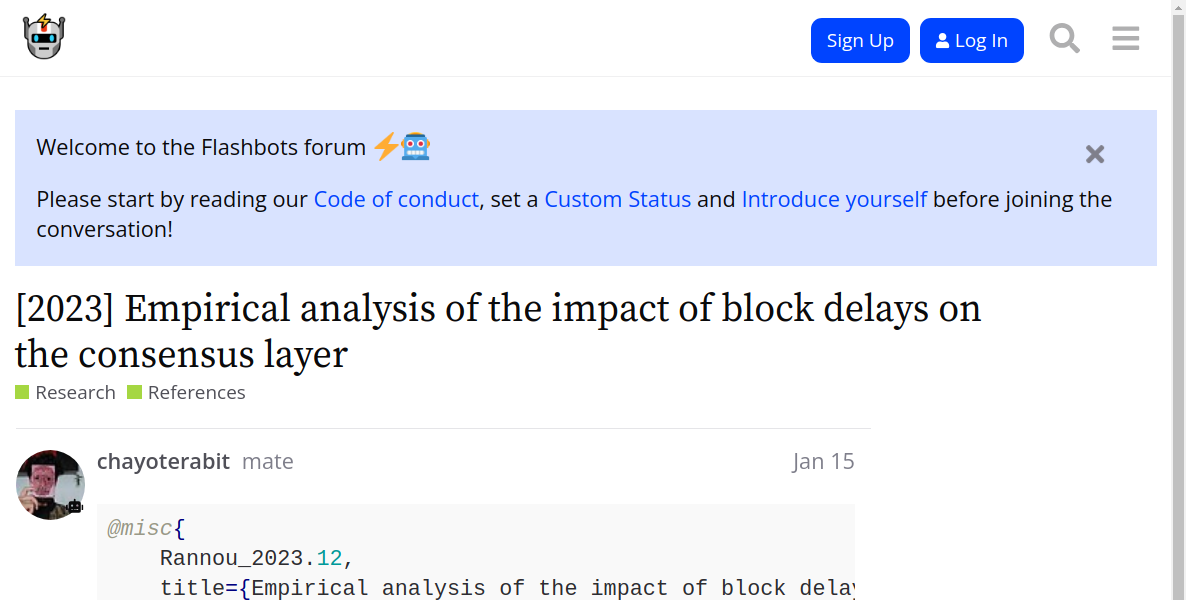 Sign Up
Log In
Welcome to the Flashbots forum ⚡🤖
Please start by reading our Code of conduct, set a Custom Status and Introduce yourself before joining the
conversation!
[2023] Empirical analysis of the impact of block delays on
the consensus layer
Research References
chayoterabit mate Jan 15
@misc{
Rannou_2023.12,
title={Empirical analysis of the impact of block delay